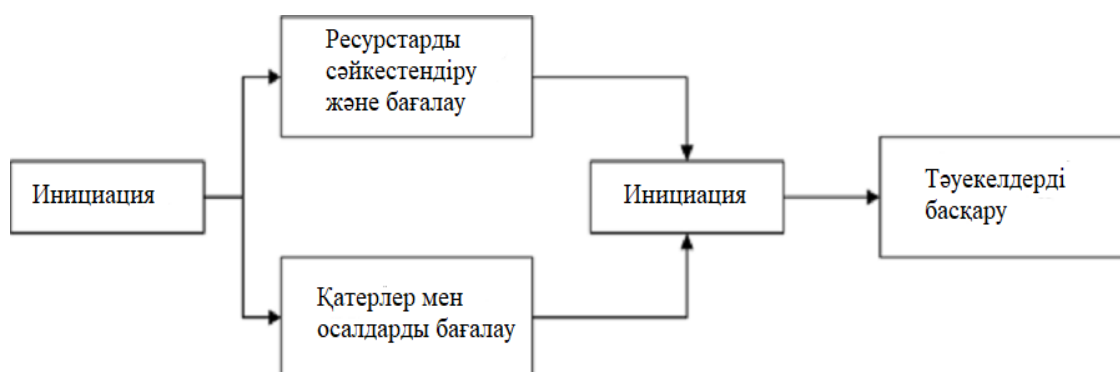 Ресурстарды
сәйкестендіру
және бағалау
Инициация
Инициация
Тәуекелдерді
басқару
Қатерлер мен
осалдарды бағалау